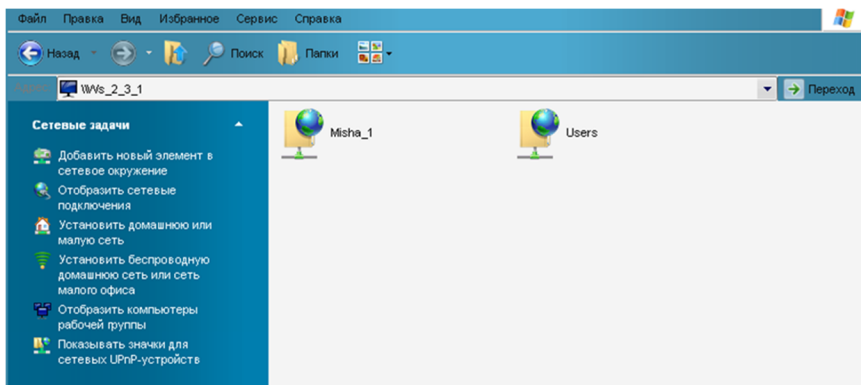 Файл Правка Вид Избранное Сервис Справка
Назад Поиск Папки
\\Ws_2_3_1 Переход
Сетевые задачи
Добавить новый элемент в
сетевое окружение
Отобразить сетевые
подключения
Установить домашнюю или
малую сеть
Установить беспроводную
домашнюю сеть или сеть
малого офиса
Отобразить компьютеры
рабочей группы
Показывать значки для
сетевых UPnP-устройств
Misha_1
Users